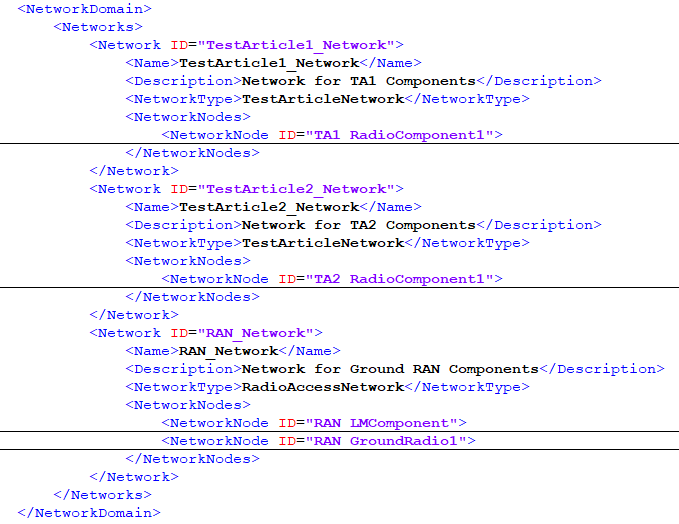 <NetworkDomain>
<Networks>
<Network ID="TestArticle1_Network">
<Name>TestArticle1_Network</Name>
<Description>Network for TA1 Components</Description>
<NetworkType>TestArticleNetwork</NetworkType>
<NetworkNodes>
<NetworkNode ID="TA1 RadioComponent1">
</NetworkNodes>
</Network>
<Network ID="TestArticle2_Network">
<Name>TestArticle2_Network</Name>
<Description>Network for TA2 Components</Description>
<NetworkType>TestArticleNetwork</NetworkType>
<NetworkNodes>
<NetworkNode ID="TA2 RadioComponent1">
</NetworkNodes>
</Network>
<Network ID="RAN_Network">
<Name>RAN_Network</Name>
<Description>Network for Ground RAN Components</Description>
<NetworkType>RadioAccessNetwork</NetworkType>
<NetworkNodes>
<NetworkNode ID="RAN LMComponent">
<NetworkNode ID="RAN GroundRadio1">
</NetworkNodes>
</Network>
</Networks>
</NetworkDomain>